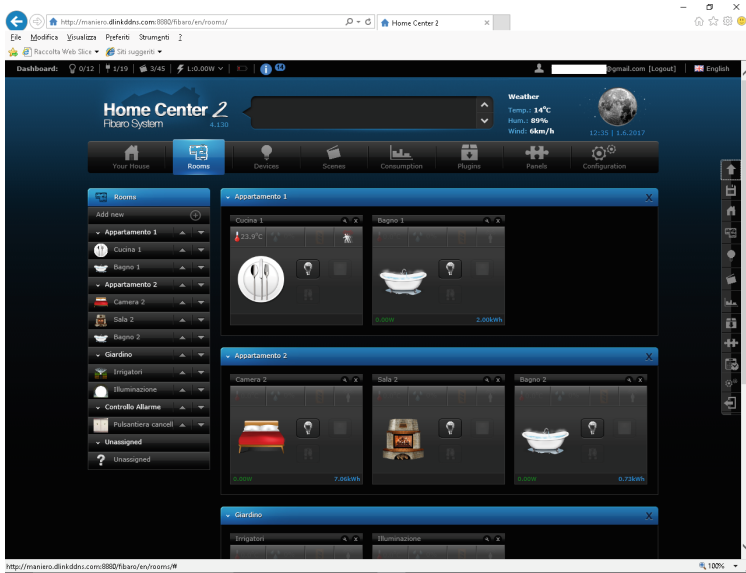 http://maniero.dlinkddns.com:8080/fibaro/en/rooms/
Home Center 2
File Modifica Visualizza Preferiti Strumenti ?
Raccolta Web Slice
Siti suggeriti
Dashboard: 0/12 1/19 3/45 L:0.00W
@gmail.com [Logout] English
Home Center 2
Fibaro System 4.130
Weather
Temp.: 14°C
Hum.: 89%
Wind: 6km/h
12:35 | 1.6.2017
Your House Rooms Devices Scenes Consumption Plugins Panels Configuration
Rooms
Add new
Appartamento 1
Cucina 1
Bagno 1
Appartamento 2
Camera 2
Sala 2
Bagno 2
Giardino
Irrigatori
Illuminazione
Controllo Allarme
Pulsantiera cancell
Unassigned
Unassigned
Appartamento 1 X
Cucina 1 x Bagno 1 x
23.9°C
0.00W 2.00kWh
Appartamento 2 X
Camera 2 x Sala 2 x Bagno 2 x
0.00W 7.06kWh 0.00W 0.73kWh
Giardino X
Irrigatori x Illuminazione x
http://maniero.dlinkddns.com:8080/fibaro/en/rooms/#
100%